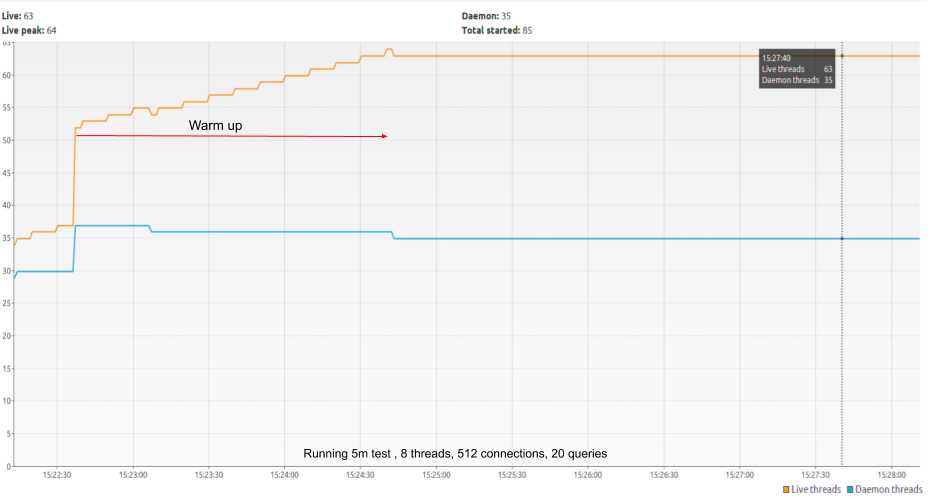 Live: 63 Daemon: 35
Live peak: 64 Total started: 85
65
15:27:40
Live threads 63
Daemon threads 35
60
55
Warm up
50
45
40
35
30
25
20
15
10
5
Running 5m test , 8 threads, 512 connections, 20 queries
0
15:22:30 15:23:00 15:23:30 15:24:00 15:24:30 15:25:00 15:25:30 15:26:00 15:26:30 15:27:00 15:27:30 15:28:00
Live threads Daemon threads